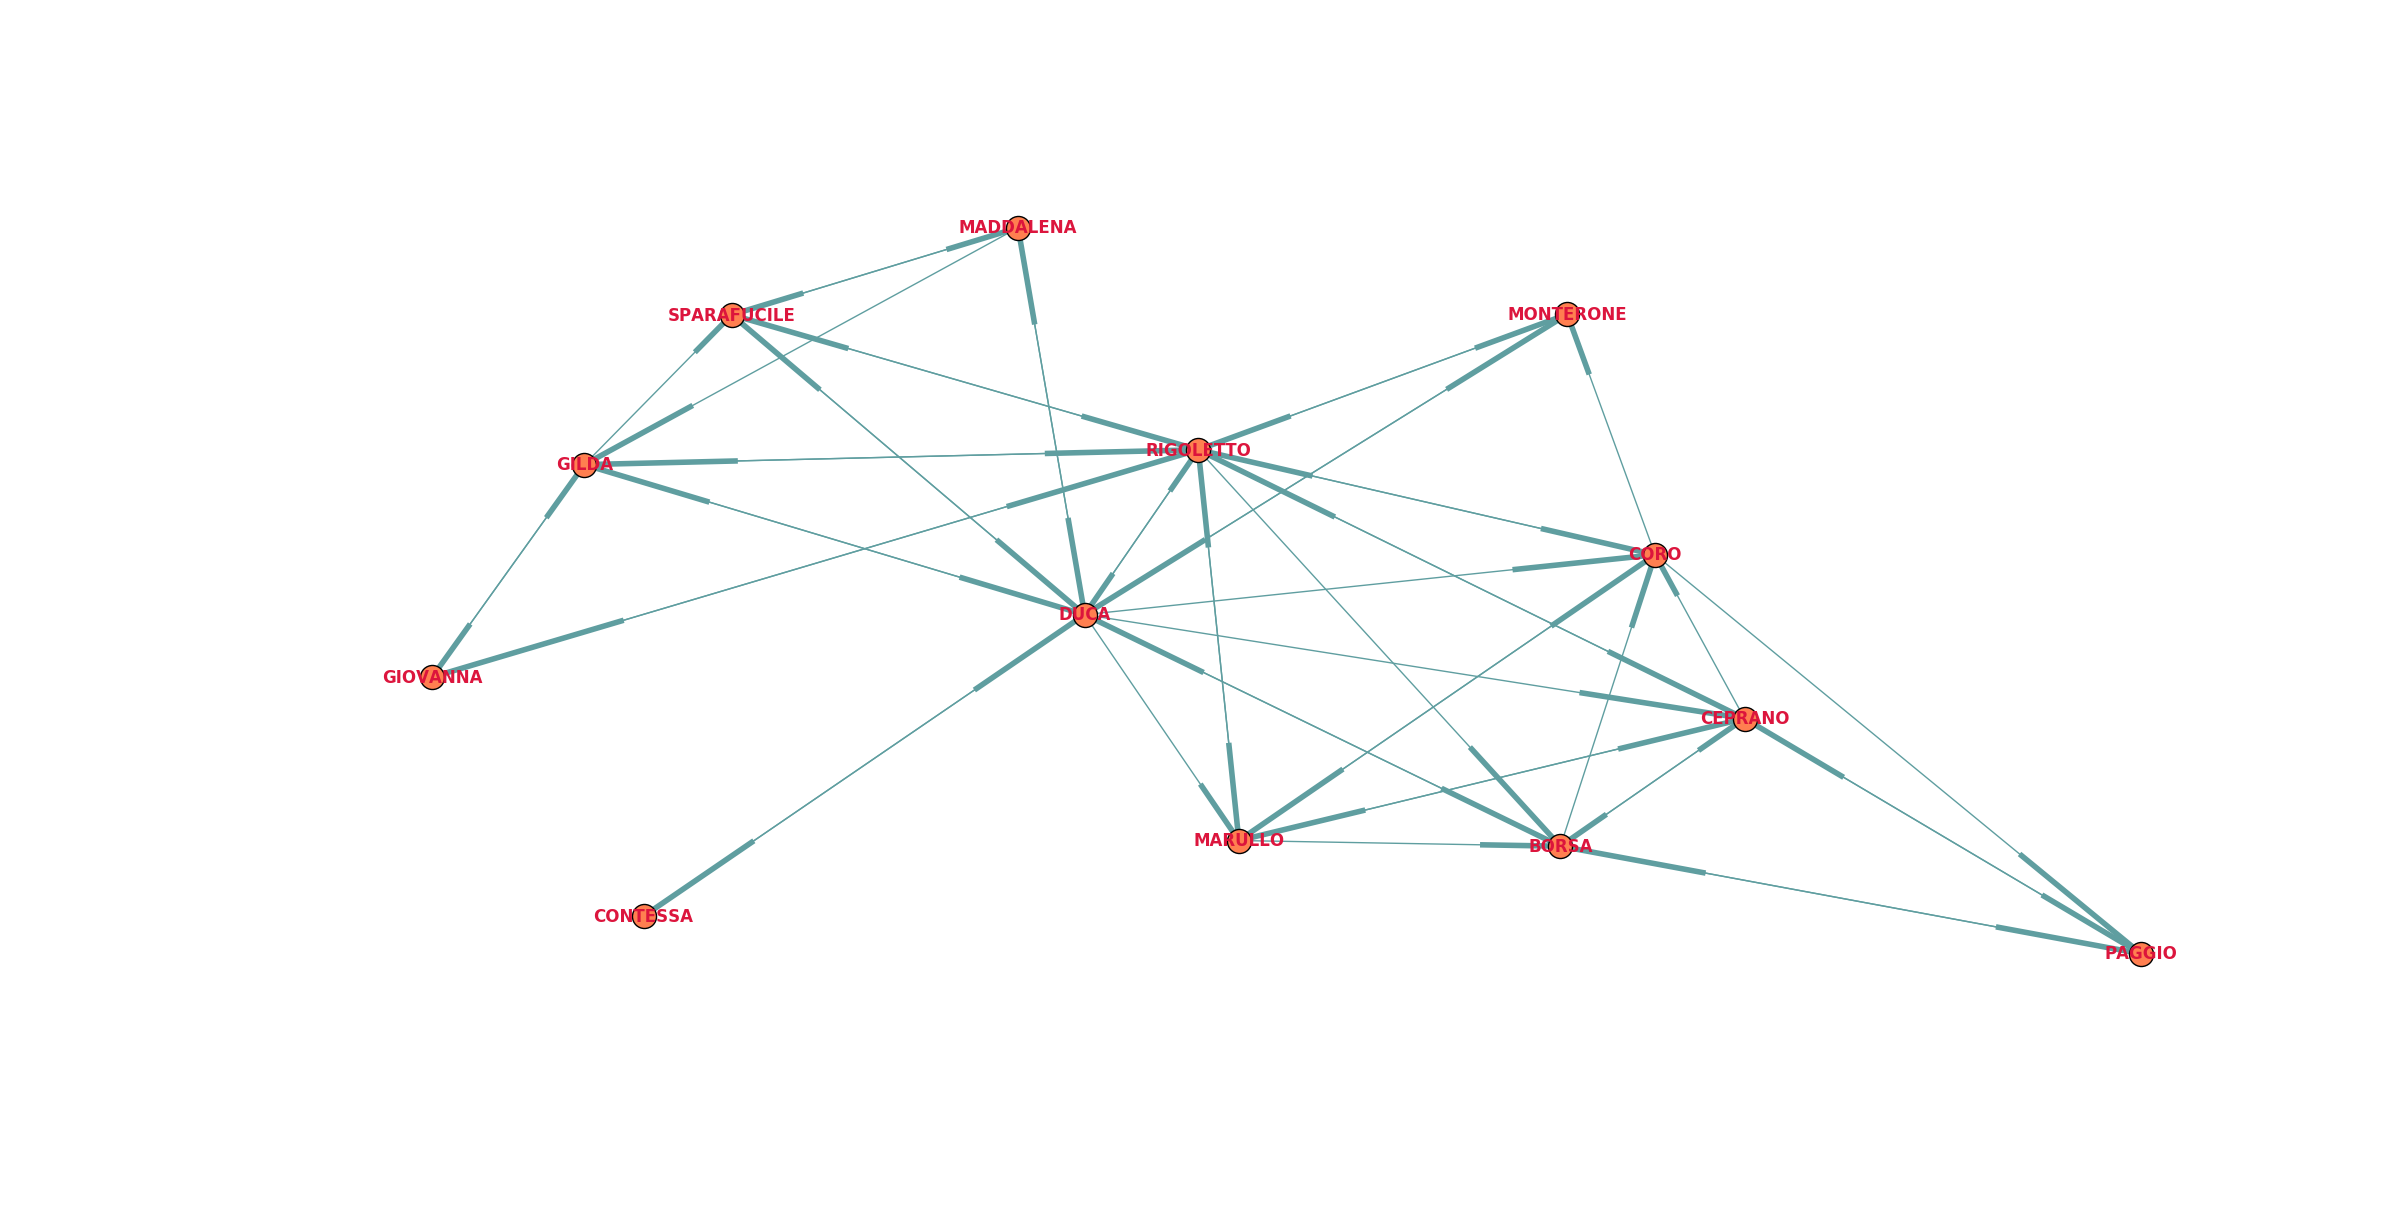 MADDALENA
SPARAFUCILE
MONTERONE
RIGOLETTO
GILDA
CORO
DUCA
GIOVANNA
CEPRANO
MARULLO
BORSA
CONTESSA
PAGGIO